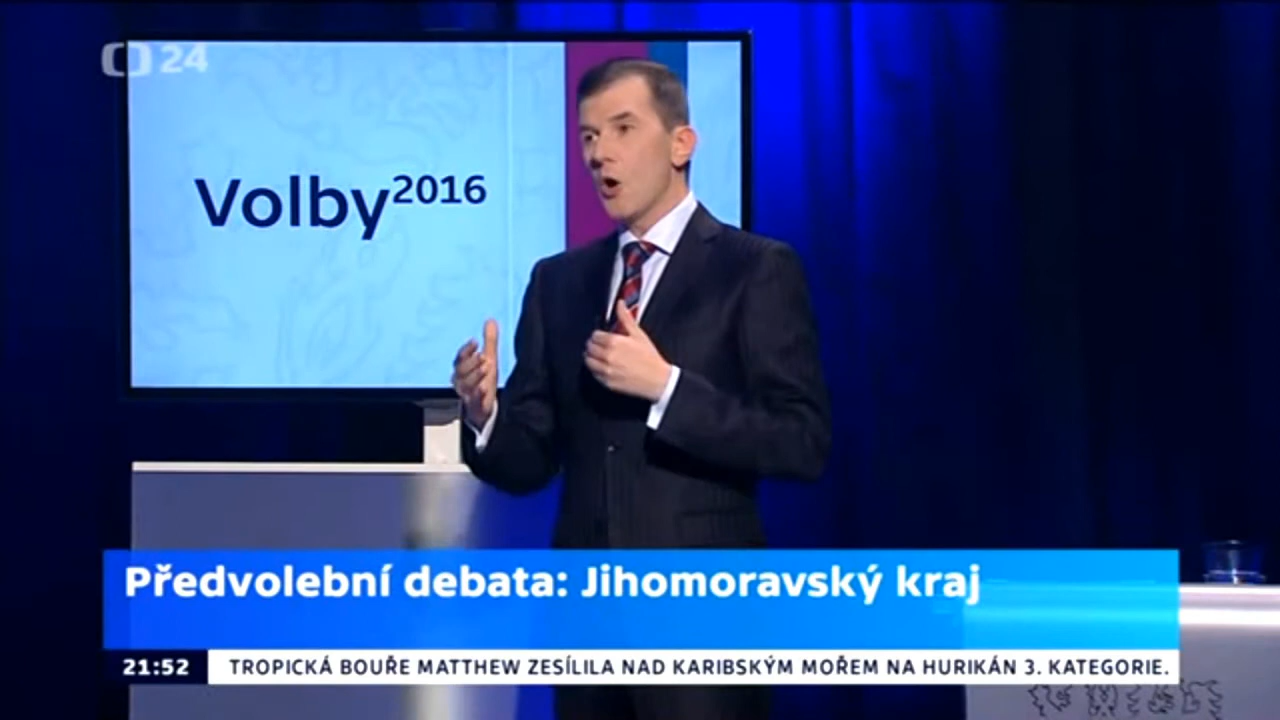 ČT24
Volby2016
Předvolební debata: Jihomoravský kraj
21:52 TROPICKÁ BOUŘE MATTHEW ZESÍLILA NAD KARIBSKÝM MOŘEM NA HURIKÁN 3. KATEGORIE.